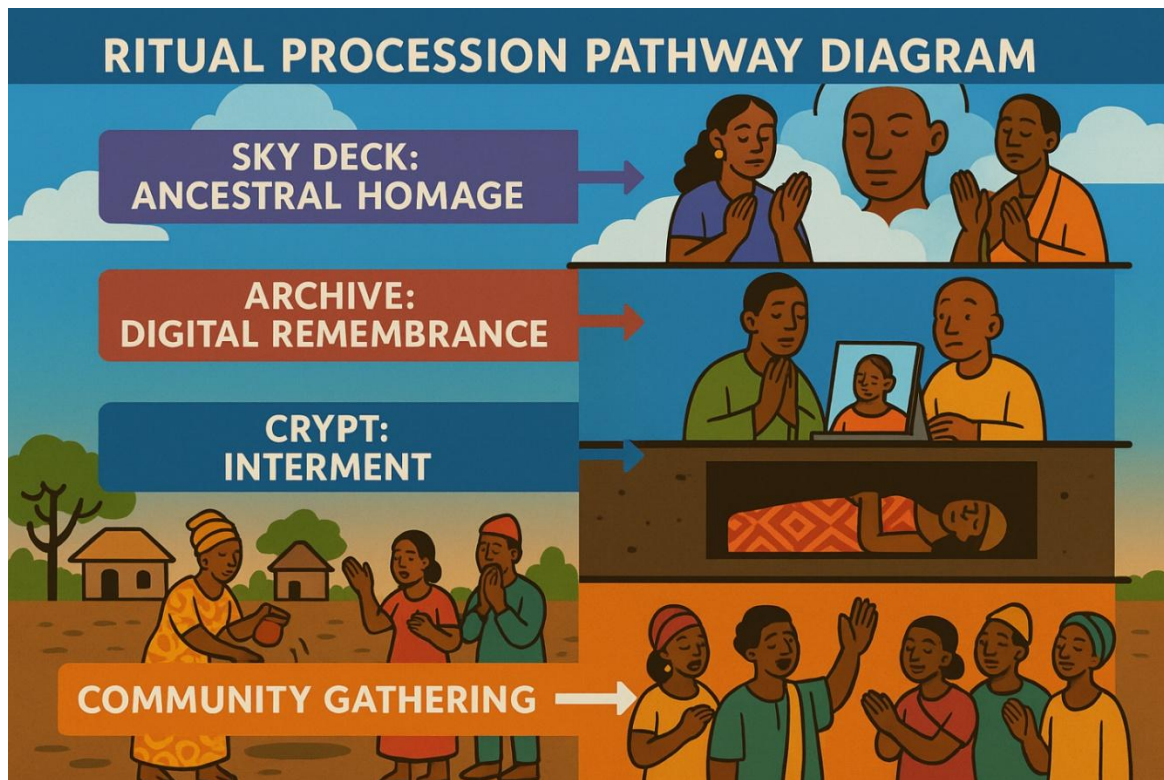 RITUAL PROCESSION PATHWAY DIAGRAM
SKY DECK:
ANCESTRAL HOMAGE
ARCHIVE:
DIGITAL REMEMBRANCE
CRYPT:
INTERMENT
COMMUNITY GATHERING